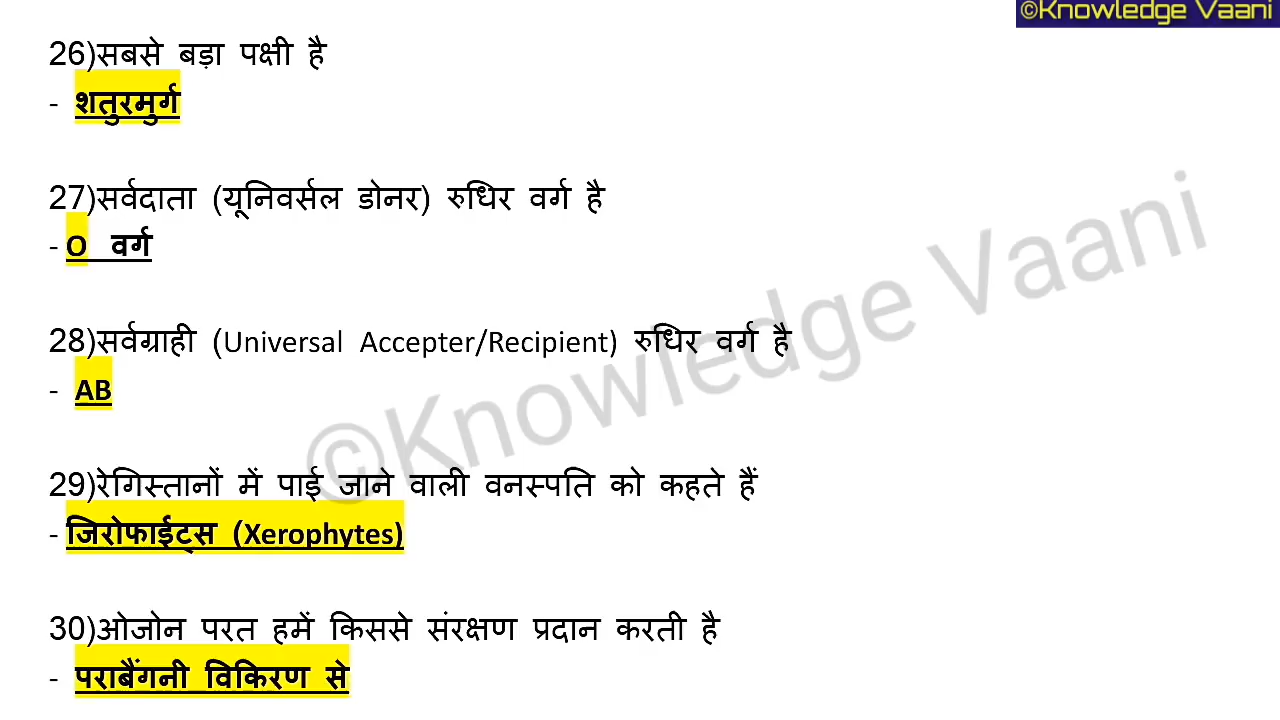 ©Knowledge Vaani
26)सबसे बड़ा पक्षी है
- शतुरमुर्ग
27)सर्वदाता (यूनिवर्सल डोनर) रुधिर वर्ग है
- O वर्ग
28)सर्वग्राही (Universal Accepter/Recipient) रुधिर वर्ग है
- AB
29)रेगिस्तानों में पाई जाने वाली वनस्पति को कहते हैं
- जिरोफाईट्स (Xerophytes)
30)ओजोन परत हमें किससे संरक्षण प्रदान करती है
- पराबैंगनी विकिरण से
©Knowledge Vaani